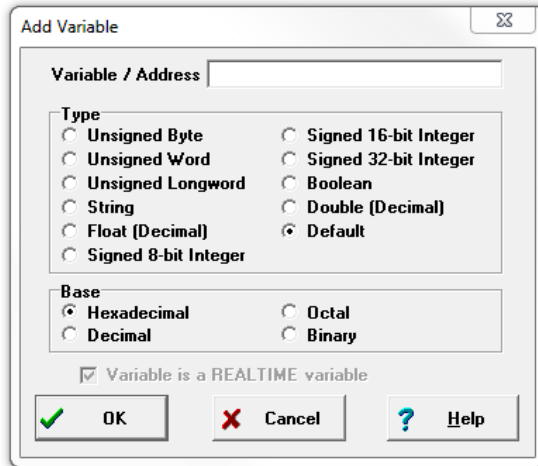 Add Variable
Variable / Address
Type
Unsigned Byte
Unsigned Word
Unsigned Longword
String
Float (Decimal)
Signed 8-bit Integer
Signed 16-bit Integer
Signed 32-bit Integer
Boolean
Double (Decimal)
Default
Base
Hexadecimal
Decimal
Octal
Binary
Variable is a REALTIME variable
OK
Cancel
Help